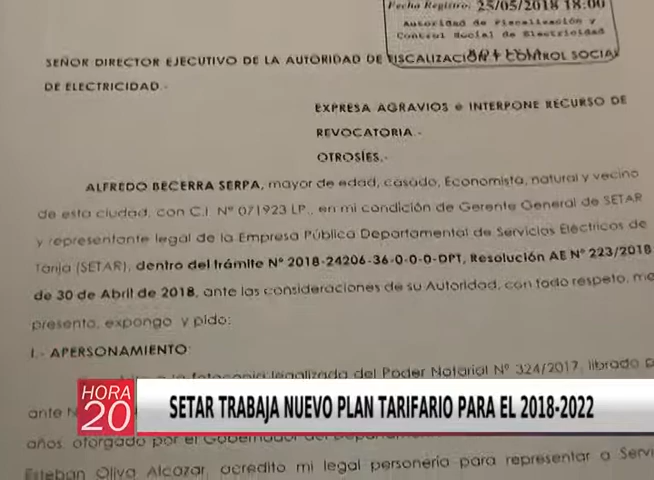 Fecha Registro: 25/05/2018 18:00
Autoridad de Fiscalización y
Control Social de Electricidad
SEÑOR DIRECTOR EJECUTIVO DE LA AUTORIDAD DE FISCALIZACIÓN Y CONTROL SOCIAL
DE ELECTRICIDAD.-
EXPRESA AGRAVIOS e INTERPONE RECURSO DE
REVOCATORIA.-
OTROSÍES.-
ALFREDO BECERRA SERPA, mayor de edad, casado, Economista, natural y vecino
de esta ciudad, con C.I. Nº 071923 LP., en mi condición de Gerente General de SETAR
y representante legal de la Empresa Pública Departamental de Servicios Eléctricos de
Tarija (SETAR), dentro del trámite Nº 2018-24206-36-0-0-0-DPT, Resolución AE Nº 223/2018
de 30 de Abril de 2018, ante las consideraciones de su Autoridad, con todo respeto, me
presento, expongo y pido:
I.- APERSONAMIENTO
fotocopia legalizada del Poder Notarial Nº 324/2017, librado
ante
HORA
20
SETAR TRABAJA NUEVO PLAN TARIFARIO PARA EL 2018-2022
años, otorgado por el Gobernador del
Esteban Oliva Alcozar, acredito mi legal personería para representar a